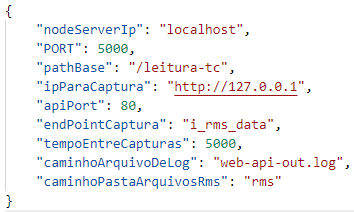 {
"nodeServerIp": "localhost",
"PORT": 5000,
"pathBase": "/leitura-tc",
"ipParaCaptura": "http://127.0.0.1",
"apiPort": 80,
"endPointCaptura": "i_rms_data",
"tempoEntreCapturas": 5000,
"caminhoArquivoDeLog": "web-api-out.log",
"caminhoPastaArquivosRms": "rms"
}